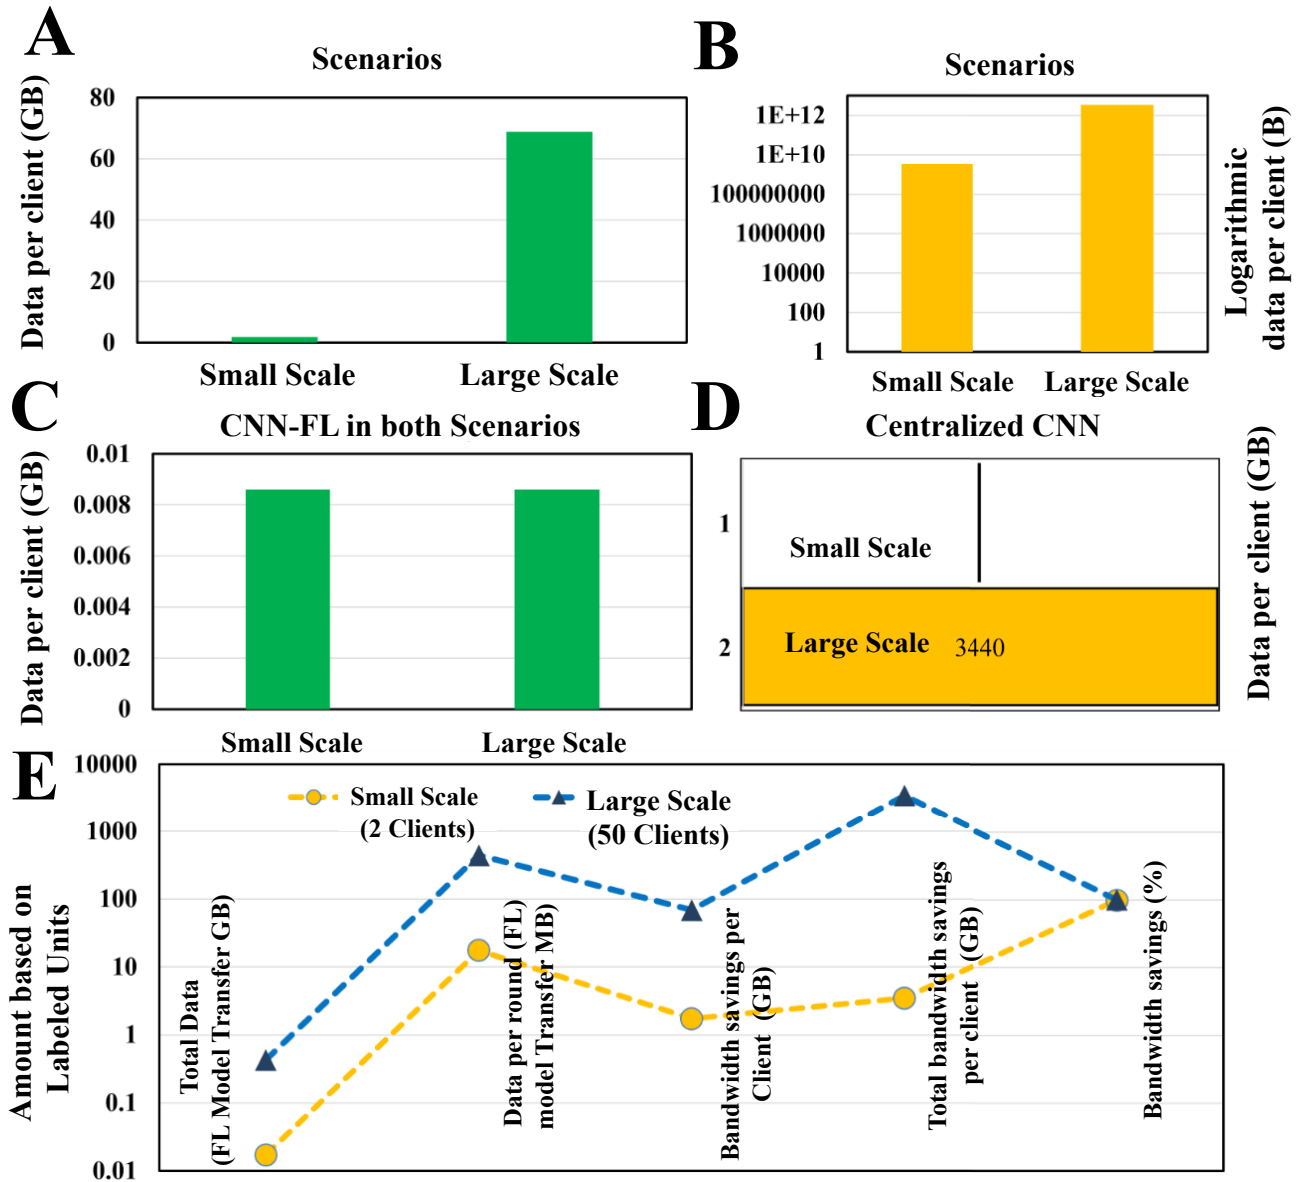 A
Scenarios
Data per client (GB)
80
60
40
20
0
Small Scale
Large Scale
B
Scenarios
1E+12
1E+10
100000000
1000000
10000
100
1
Small Scale
Large Scale
Logarithmic
data per client (B)
C
CNN-FL in both Scenarios
Data per client (GB)
0.01
0.008
0.006
0.004
0.002
0
Small Scale
Large Scale
D
Centralized CNN
1
Small Scale
2
Large Scale 3440
Data per client (GB)
E
Amount based on
Labeled Units
10000
1000
100
10
1
0.1
0.01
Small Scale
(2 Clients)
Large Scale
(50 Clients)
Total Data
(FL Model Transfer GB)
Data per round (FL)
model Transfer MB)
Bandwidth savings per
Client (GB)
Total bandwidth savings
per client (GB)
Bandwidth savings (%)